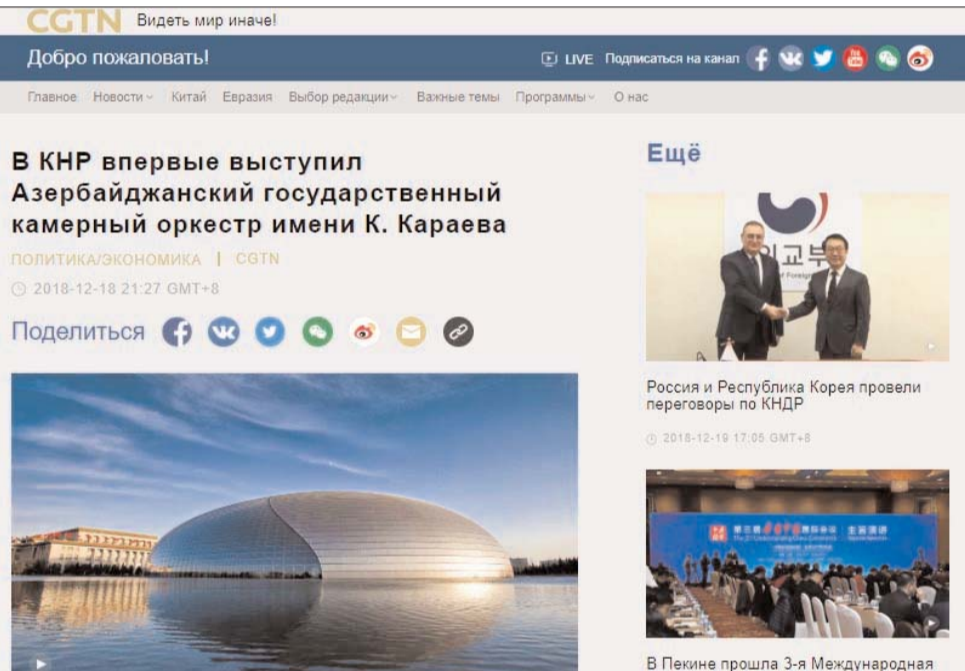 CGTN Видеть мир иначе!
Добро пожаловать!
LIVE Подписаться на канал
Главное Новости Китай Евразия Выбор редакции Важные темы Программы О нас
В КНР впервые выступил
Азербайджанский государственный
камерный оркестр имени К. Караева
ПОЛИТИКА/ЭКОНОМИКА | CGTN
2018-12-18 21:27 GMT+8
Поделиться
Ещё
외교부
Россия и Республика Корея провели
переговоры по КНДР
2018-12-19 17:05 GMT+8
В Пекине прошла 3-я Международная